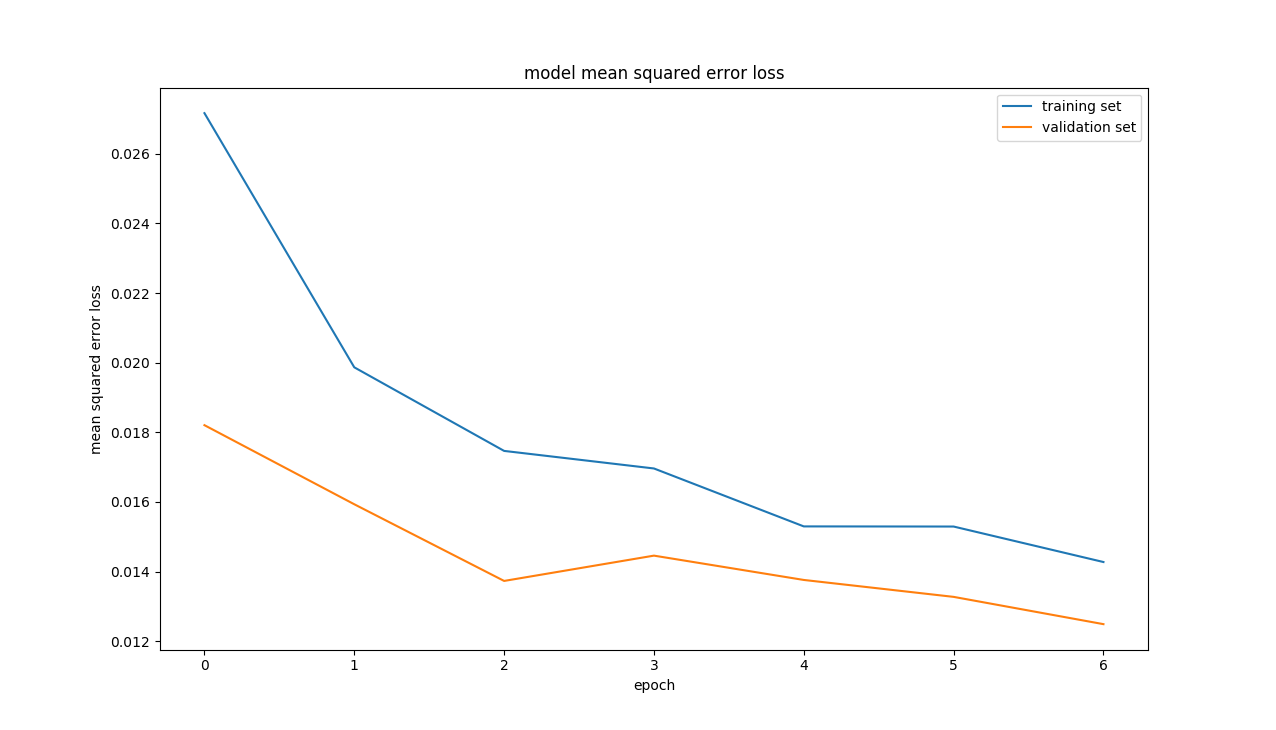 model mean squared error loss
training set
validation set
0.026
0.024
0.022
0.020
0.018
0.016
0.014
0.012
mean squared error loss
0 1 2 3 4 5 6
epoch